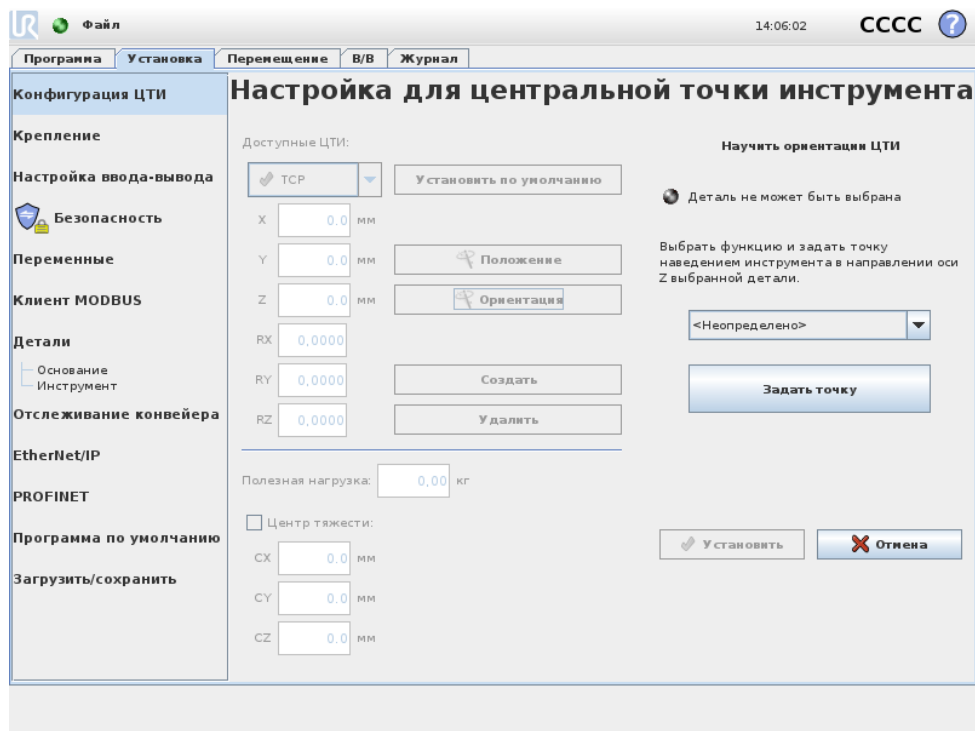 UR Файл 14:06:02 CCCC ?
Программа Установка Перемещение В/В Журнал
Конфигурация ЦТИ
Крепление
Настройка ввода-вывода
Безопасность
Переменные
Клиент MODBUS
Детали
Основание
Инструмент
Отслеживание конвейера
EtherNet/IP
PROFINET
Программа по умолчанию
Загрузить/сохранить
Настройка для центральной точки инструмента
Доступные ЦТИ:
TCP Установить по умолчанию
X 0.0 мм
Y 0.0 мм Положение
Z 0.0 мм Ориентация
RX 0,0000
RY 0,0000 Создать
RZ 0,0000 Удалить
Полезная нагрузка: 0,00 кг
Центр тяжести:
CX 0.0 мм
CY 0.0 мм
CZ 0.0 мм
Научить ориентации ЦТИ
Деталь не может быть выбрана
Выбрать функцию и задать точку
наведением инструмента в направлении оси
Z выбранной детали.
<Неопределено>
Задать точку
Установить Отмена